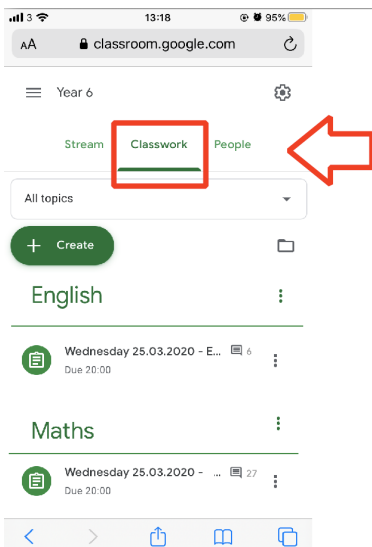 3 13:18 95%
AA classroom.google.com
Year 6
Stream Classwork People
All topics
+ Create
English
Wednesday 25.03.2020 - E... 6
Due 20:00
Maths
Wednesday 25.03.2020 - ... 27
Due 20:00